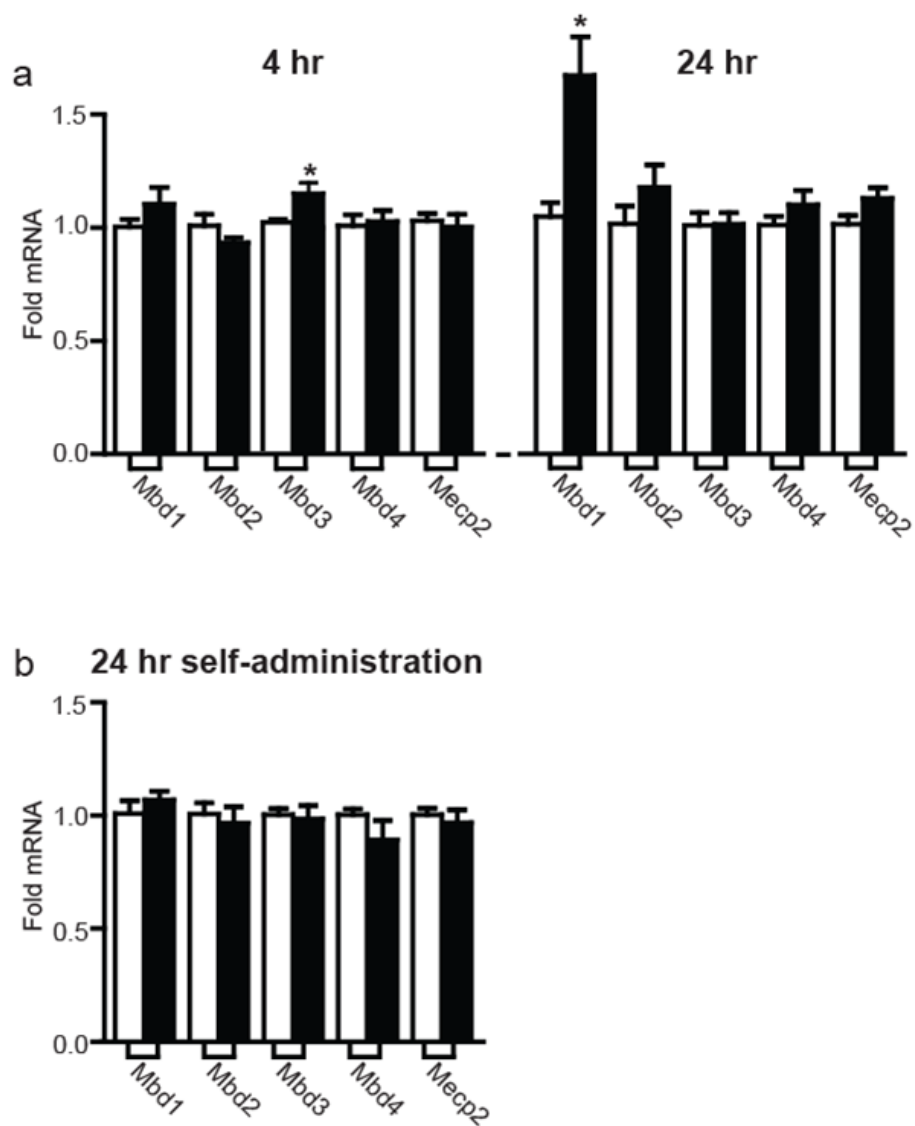 a
4 hr
24 hr
*
*
Fold mRNA
1.5
1.0
0.5
0.0
Mbd1
Mbd2
Mbd3
Mbd4
Mecp2
Mbd1
Mbd2
Mbd3
Mbd4
Mecp2
b 24 hr self-administration
Fold mRNA
1.5
1.0
0.5
0.0
Mbd1
Mbd2
Mbd3
Mbd4
Mecp2